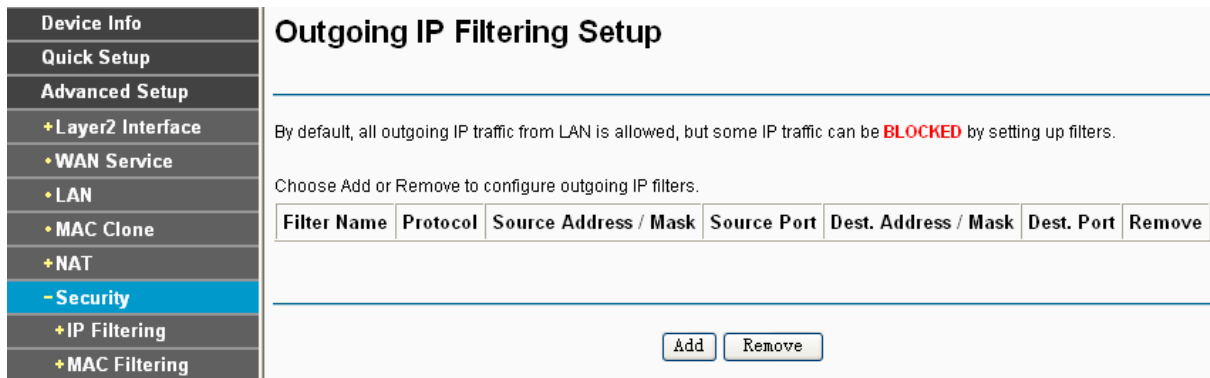 Device Info
Quick Setup
Advanced Setup
+Layer2 Interface
•WAN Service
•LAN
•MAC Clone
+NAT
-Security
+IP Filtering
+MAC Filtering
Outgoing IP Filtering Setup
By default, all outgoing IP traffic from LAN is allowed, but some IP traffic can be BLOCKED by setting up filters.
Choose Add or Remove to configure outgoing IP filters.
Filter Name Protocol Source Address / Mask Source Port Dest. Address / Mask Dest. Port Remove
Add Remove